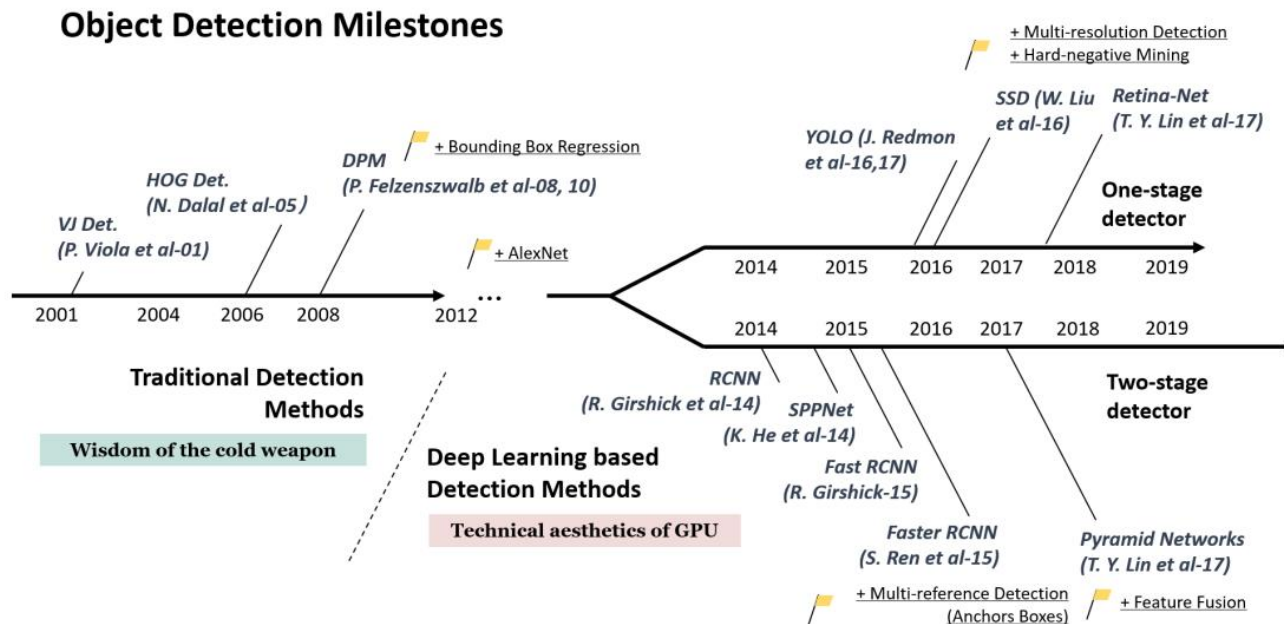 Object Detection Milestones
+ Multi-resolution Detection
+ Hard-negative Mining
SSD (W. Liu
et al-16)
Retina-Net
(T. Y. Lin et al-17)
YOLO (J. Redmon
et al-16,17)
+ Bounding Box Regression
DPM
(P. Felzenszwalb et al-08, 10)
HOG Det.
(N. Dalal et al-05)
VJ Det.
(P. Viola et al-01)
+ AlexNet
One-stage
detector
2014 2015 2016 2017 2018 2019
...
2001 2004 2006 2008 2012
2014 2015 2016 2017 2018 2019
Traditional Detection
Methods
Wisdom of the cold weapon
Deep Learning based
Detection Methods
Technical aesthetics of GPU
RCNN
(R. Girshick et al-14)
SPPNet
(K. He et al-14)
Fast RCNN
(R. Girshick-15)
Faster RCNN
(S. Ren et al-15)
Pyramid Networks
(T. Y. Lin et al-17)
Two-stage
detector
+ Multi-reference Detection
(Anchors Boxes)
+ Feature Fusion